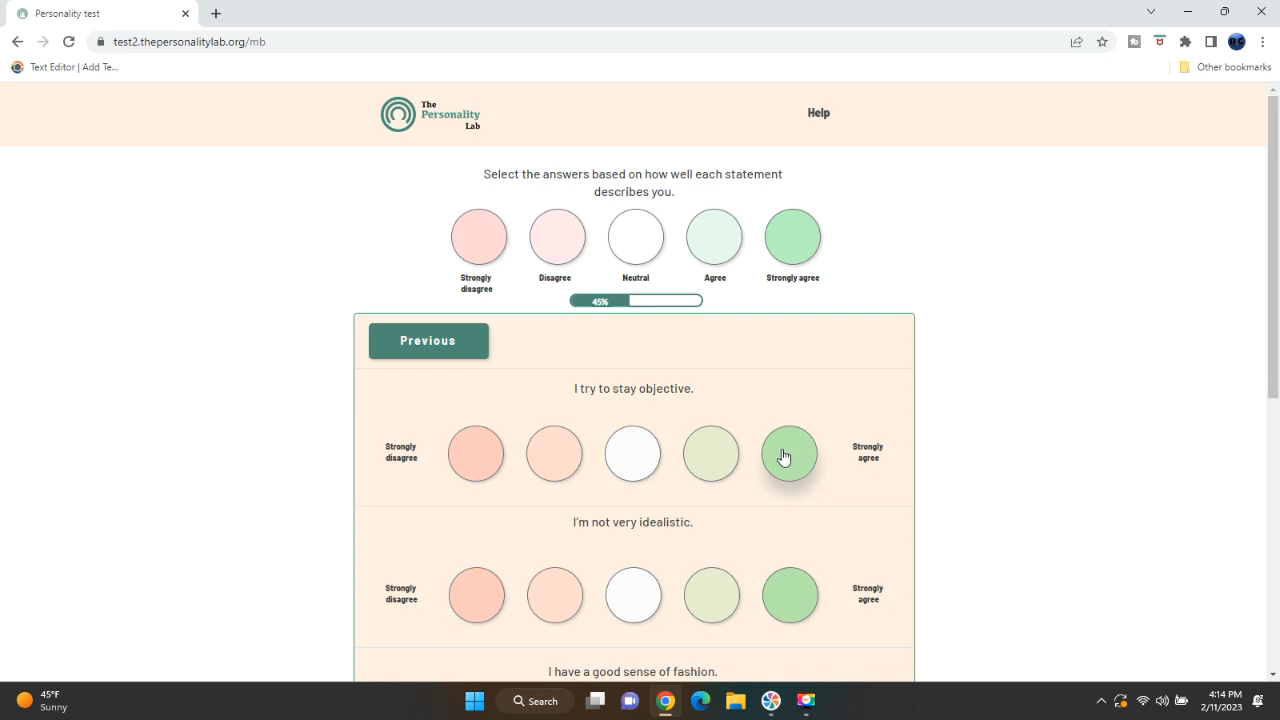 Personality test
test2.thepersonalitylab.org/mb
Text Editor | Add Te...
Other bookmarks
The
Personality
Lab
Help
Select the answers based on how well each statement
describes you.
Strongly
disagree
Disagree
Neutral
Agree
Strongly agree
45%
Previous
I try to stay objective.
Strongly
disagree
Strongly
agree
I'm not very idealistic.
Strongly
disagree
Strongly
agree
I have a good sense of fashion.
45°F
Sunny
Search
4:14 PM
2/11/2023